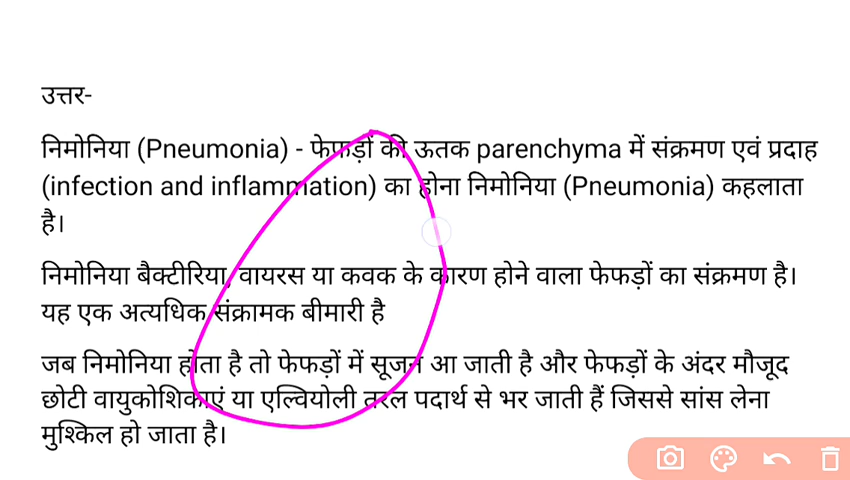 उत्तर-
निमोनिया (Pneumonia) - फेफड़ों की ऊतक parenchyma में संक्रमण एवं प्रदाह
(infection and inflammation) का होना निमोनिया (Pneumonia) कहलाता
है।
निमोनिया बैक्टीरिया, वायरस या कवक के कारण होने वाला फेफड़ों का संक्रमण है।
यह एक अत्यधिक संक्रामक बीमारी है
जब निमोनिया होता है तो फेफड़ों में सूजन आ जाती है और फेफड़ों के अंदर मौजूद
छोटी वायुकोशिकाएं या एल्वियोली तरल पदार्थ से भर जाती हैं जिससे सांस लेना
मुश्किल हो जाता है।